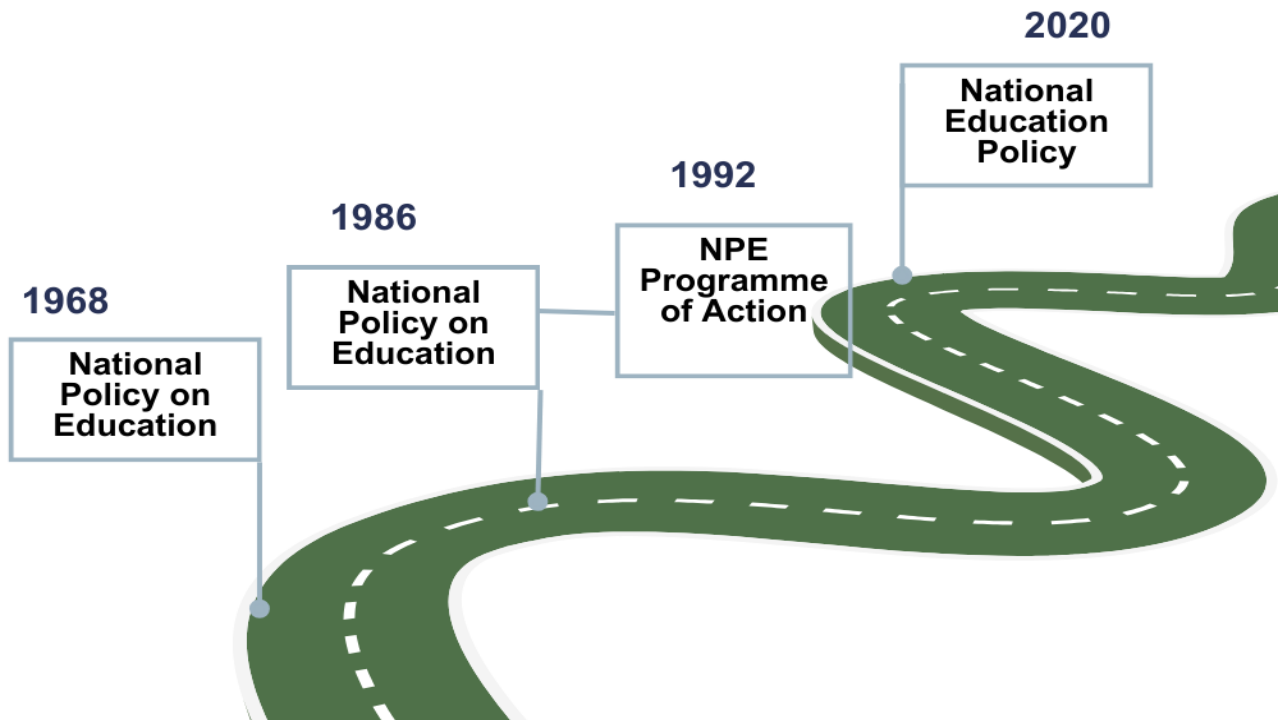 1968
National
Policy on
Education
1986
National
Policy on
Education
1992
NPE
Programme
of Action
2020
National
Education
Policy